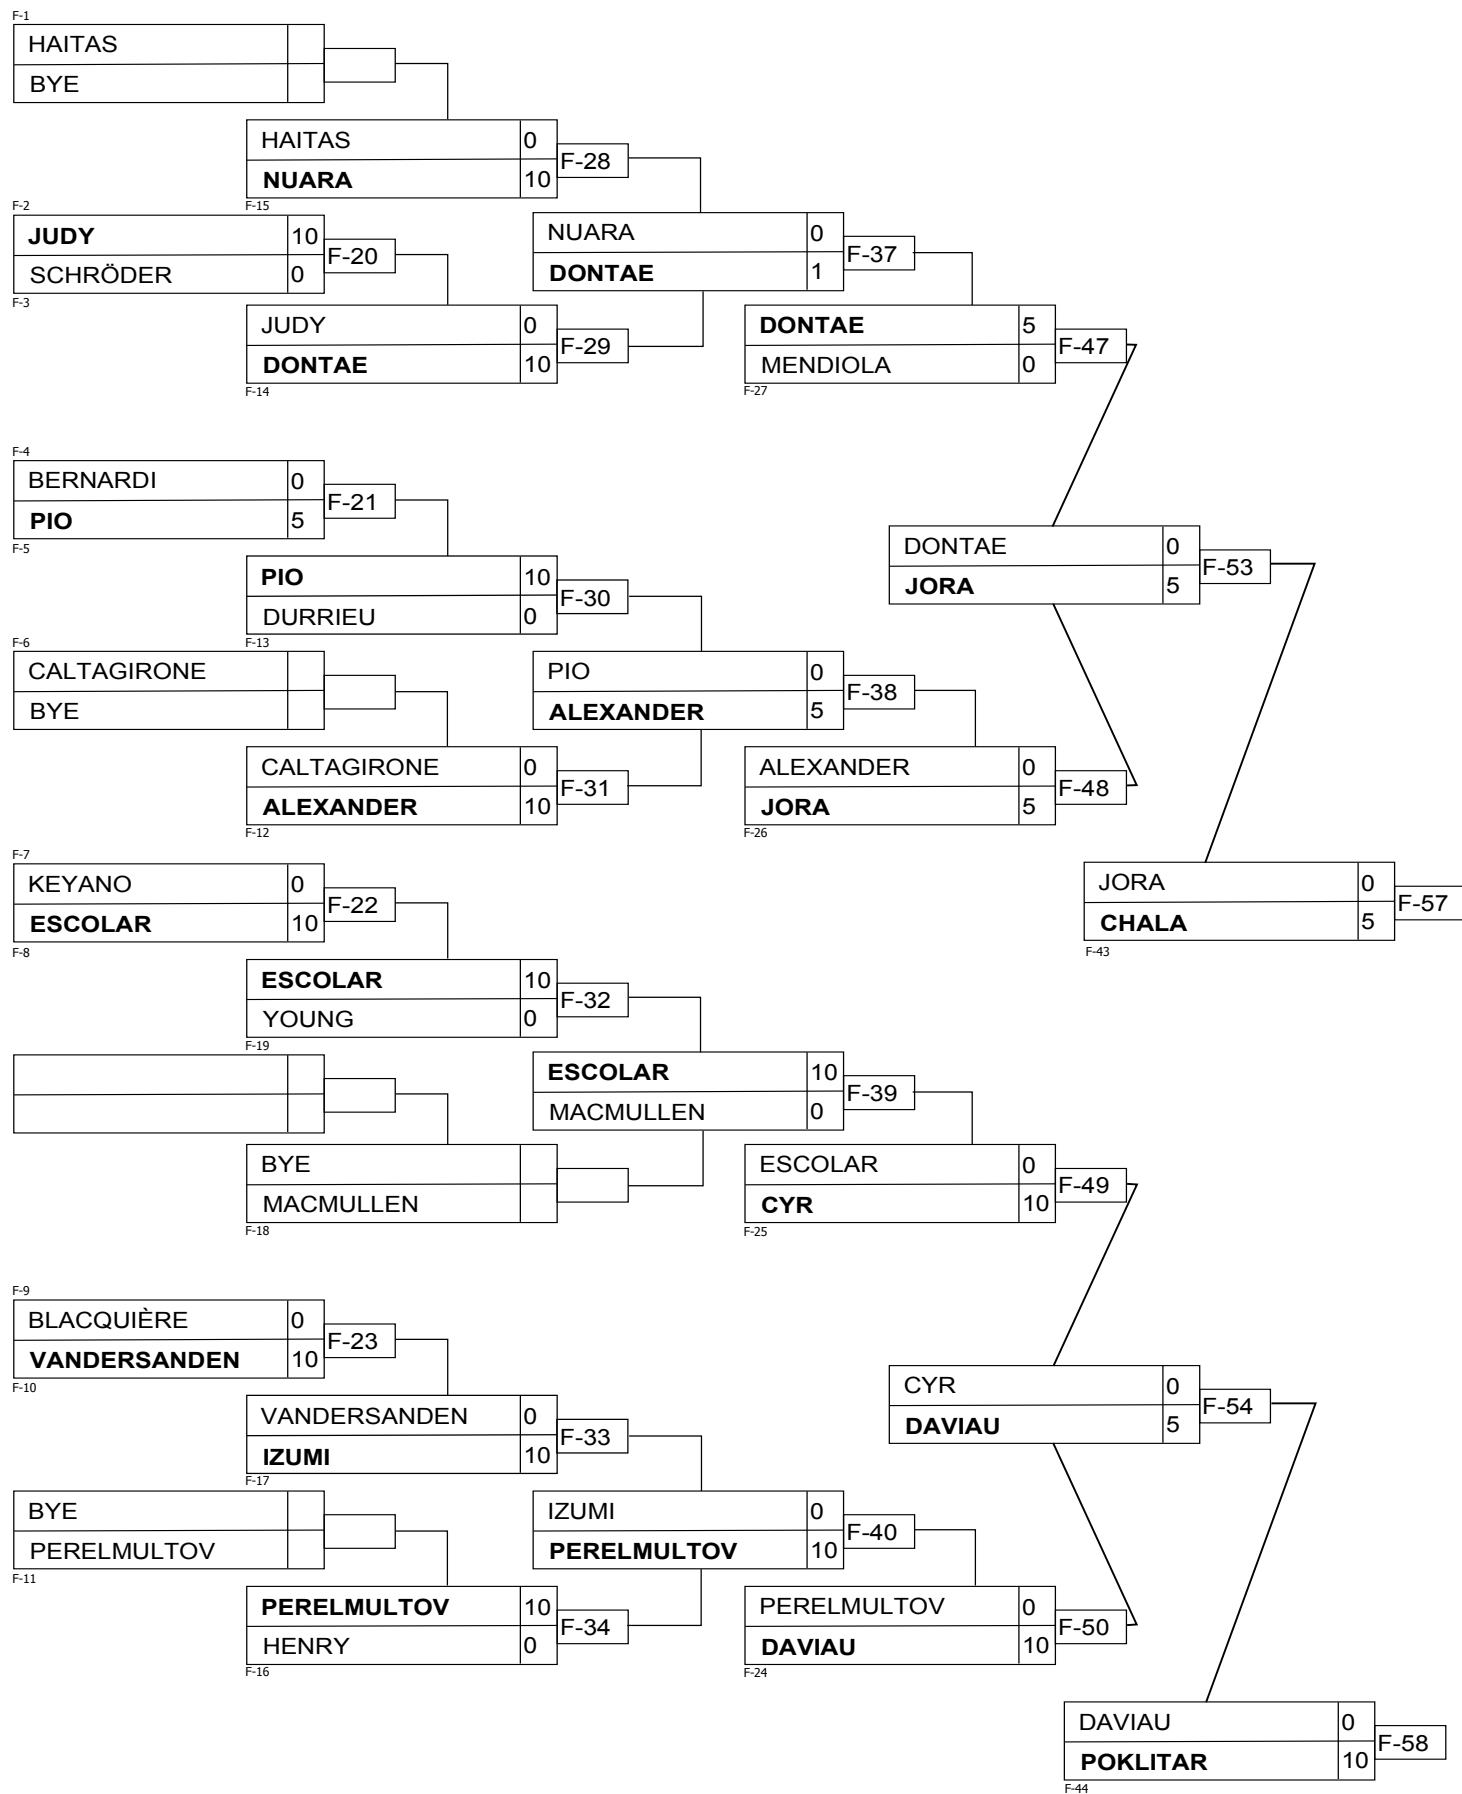 F-1
HAITAS
BYE
HAITAS 0
F-28
NUARA 10
F-15
F-2
JUDY 10
F-20
SCHRÖDER 0
F-3
NUARA 0
F-37
DONTAE 1
JUDY 0
F-29
DONTAE 10
F-14
DONTAE 5
F-47
MENDIOLA 0
F-27
F-4
BERNARDI 0
F-21
PIO 5
F-5
PIO 10
F-30
DURRIEU 0
F-13
DONTAE 0
F-53
JORA 5
F-6
CALTAGIRONE
BYE
PIO 0
F-38
ALEXANDER 5
CALTAGIRONE 0
F-31
ALEXANDER 10
F-12
ALEXANDER 0
F-48
JORA 5
F-26
F-7
KEYANO 0
F-22
ESCOLAR 10
F-8
JORA 0
F-57
CHALA 5
F-43
ESCOLAR 10
F-32
YOUNG 0
F-19
ESCOLAR 10
F-39
MACMULLEN 0
BYE
MACMULLEN
F-18
ESCOLAR 0
F-49
CYR 10
F-25
F-9
BLACQUIÈRE 0
F-23
VANDERSANDEN 10
F-10
VANDERSANDEN 0
F-33
IZUMI 10
F-17
CYR 0
F-54
DAVIAU 5
BYE
PERELMULTOV
F-11
IZUMI 0
F-40
PERELMULTOV 10
PERELMULTOV 10
F-34
HENRY 0
F-16
PERELMULTOV 0
F-50
DAVIAU 10
F-24
DAVIAU 0
F-58
POKLITAR 10
F-44